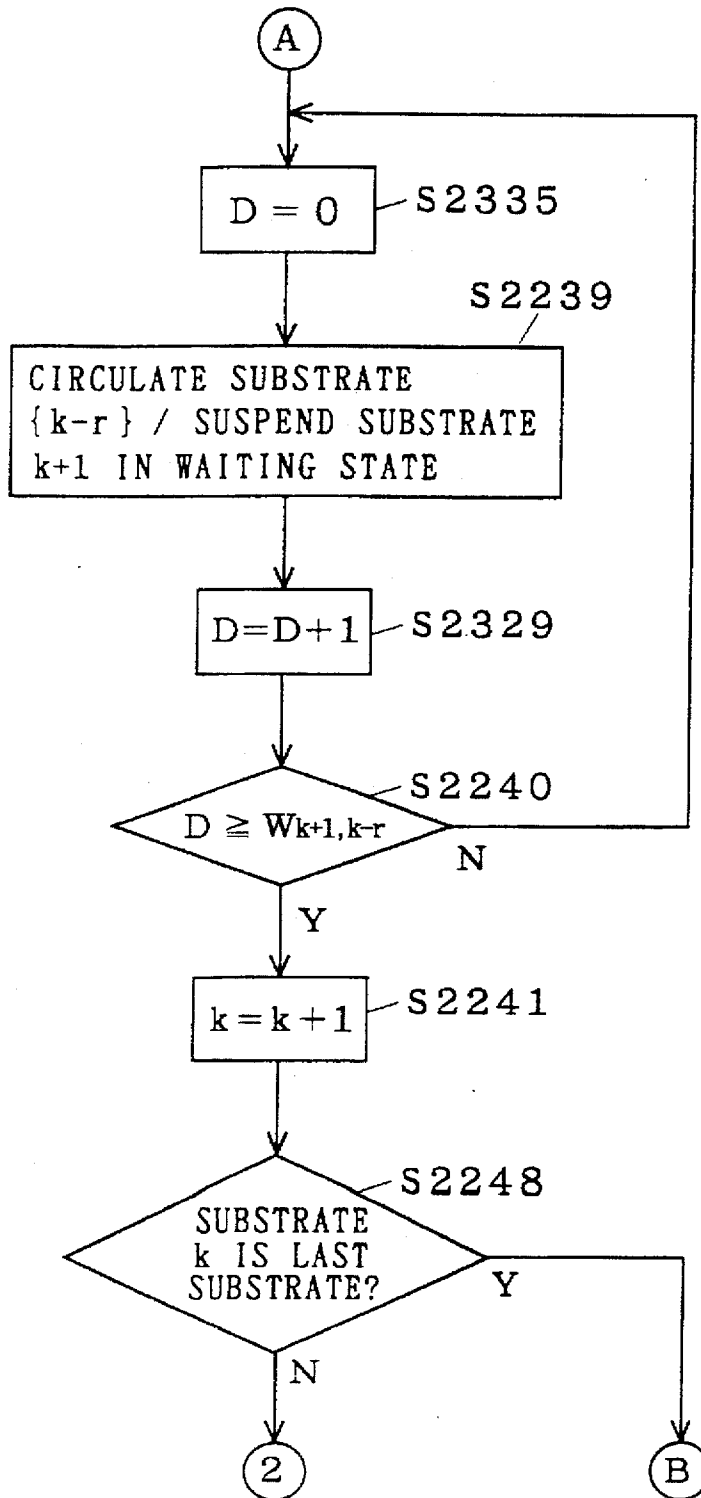 A
D = 0
S2335
S2239
CIRCULATE SUBSTRATE
{k-r} / SUSPEND SUBSTRATE
k+1 IN WAITING STATE
D=D+1
S2329
S2240
D ≧ Wk+1, k-r
N
Y
k = k + 1
S2241
S2248
SUBSTRATE
k IS LAST
SUBSTRATE?
Y
N
2
B